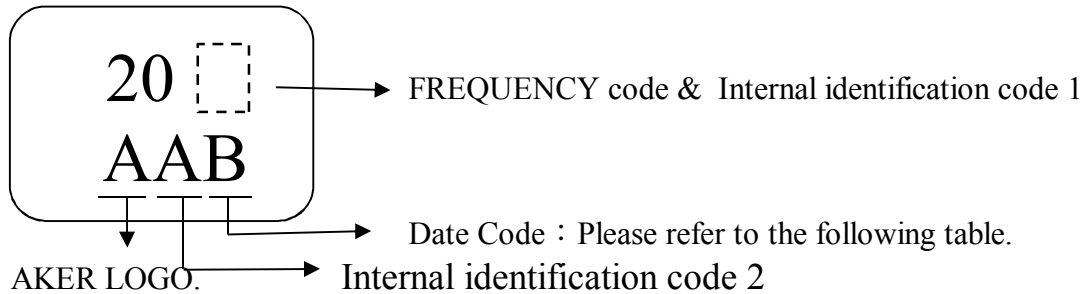 20
FREQUENCY code & Internal identification code 1
AAB
Date Code：Please refer to the following table.
AKER LOGO.
Internal identification code 2